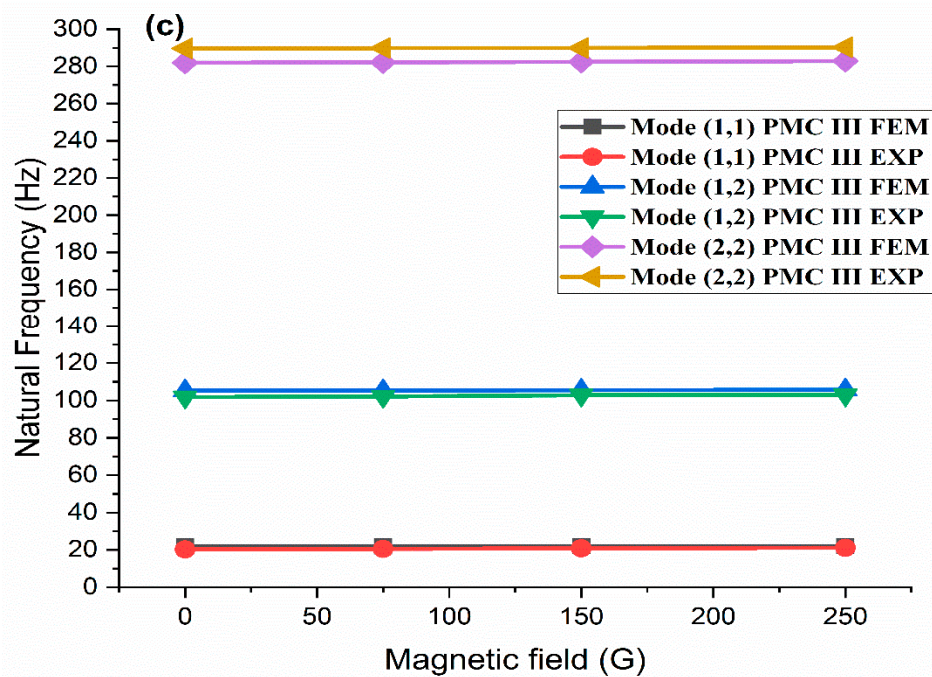 (c)
300
280
260
240
220
200
180
160
140
120
100
80
60
40
20
0
Natural Frequency (Hz)
Mode (1,1) PMC III FEM
Mode (1,1) PMC III EXP
Mode (1,2) PMC III FEM
Mode (1,2) PMC III EXP
Mode (2,2) PMC III FEM
Mode (2,2) PMC III EXP
0 50 100 150 200 250
Magnetic field (G)